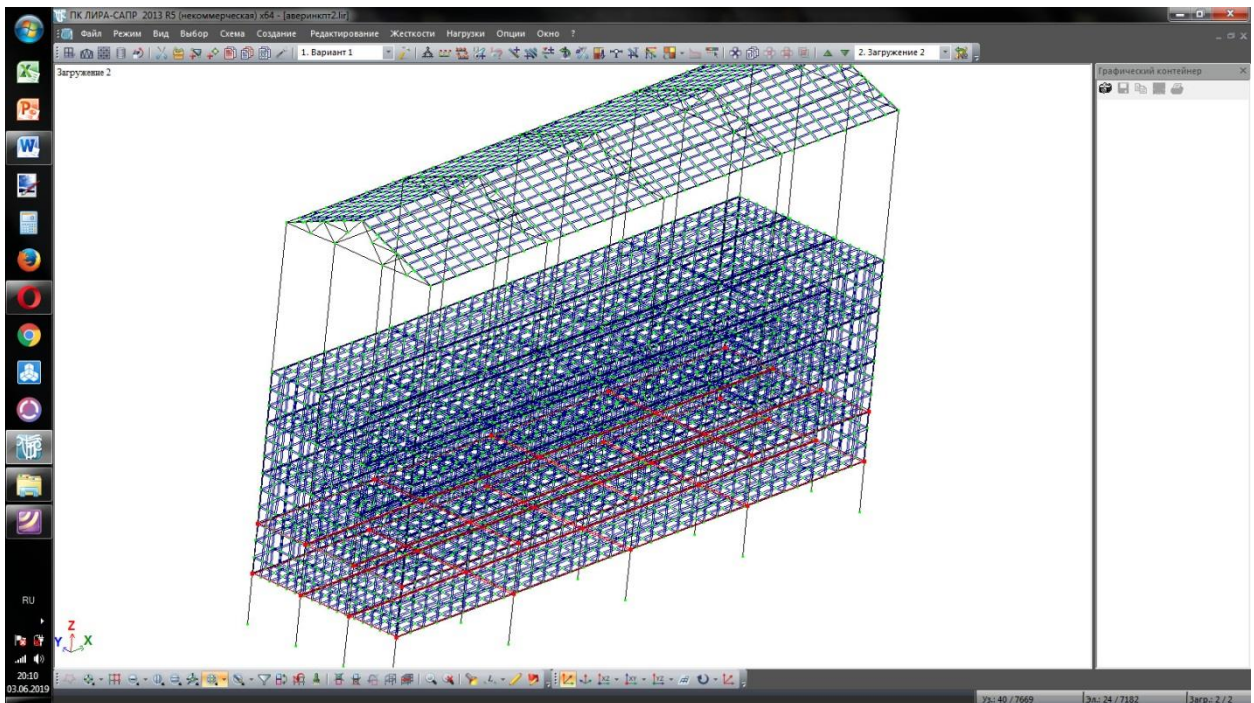 ПК ЛИРА-САПР 2013 R5 (некоммерческая) x64 - [аверинкпт2.lir]
Файл Режим Вид Выбор Схема Создание Редактирование Жесткости Нагрузки Опции Окно ?
1. Вариант 1 2. Загружение 2
Загружение 2
Графический контейнер
Z
Y X
RU
20:10
03.06.2019
Уз.: 40 / 7669 Эл.: 24 / 7182 Загр.: 2 / 2